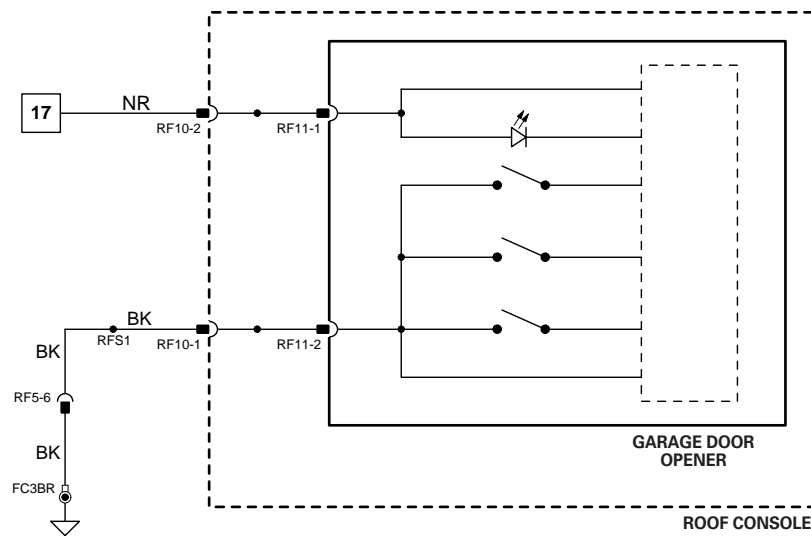 NR
17
RF10-2
RF11-1
BK
RFS1
RF10-1
RF11-2
BK
RF5-6
BK
FC3BR
GARAGE DOOR
OPENER
ROOF CONSOLE